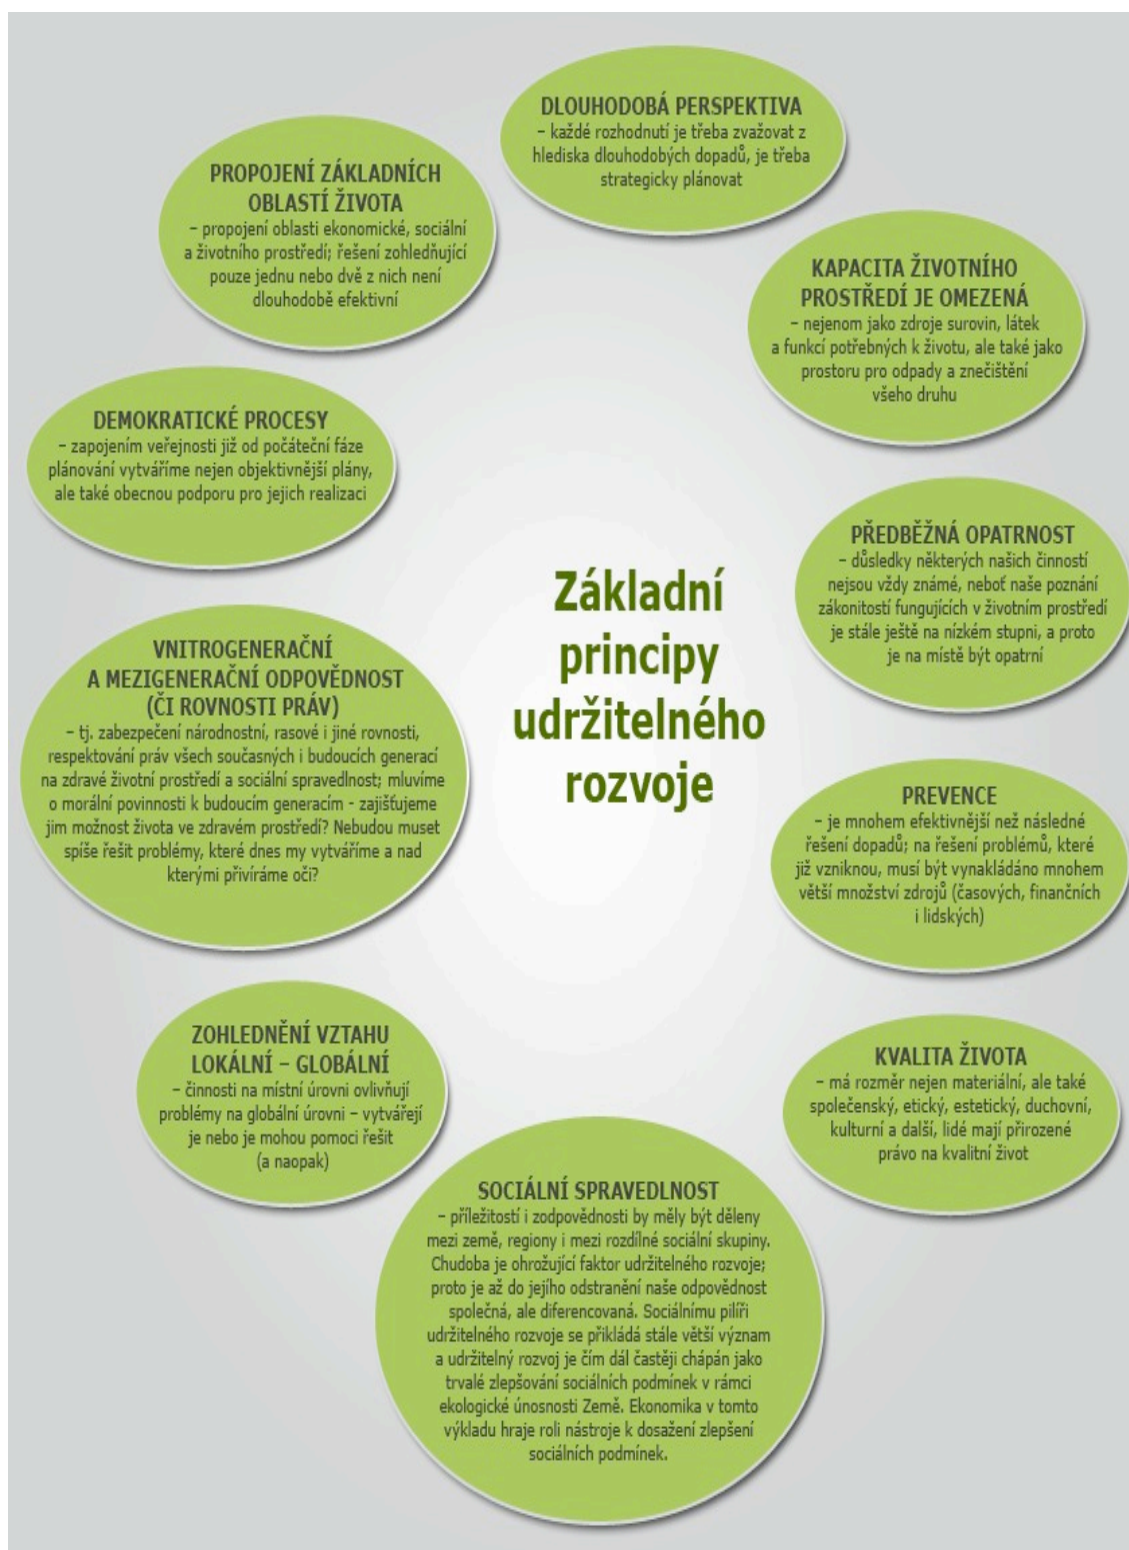 DLOUHODOBÁ PERSPEKTIVA
– každé rozhodnutí je třeba zvažovat z
hlediska dlouhodobých dopadů, je třeba
strategicky plánovat
PROPOJENÍ ZÁKLADNÍCH
OBLASTÍ ŽIVOTA
– propojení oblasti ekonomické, sociální
a životního prostředí; řešení zohledňující
pouze jednu nebo dvě z nich není
dlouhodobě efektivní
KAPACITA ŽIVOTNÍHO
PROSTŘEDÍ JE OMEZENÁ
– nejenom jako zdroje surovin, látek
a funkcí potřebných k životu, ale také jako
prostoru pro odpady a znečištění
všeho druhu
DEMOKRATICKÉ PROCESY
– zapojením veřejnosti již od počáteční fáze
plánování vytváříme nejen objektivnější plány,
ale také obecnou podporu pro jejich realizaci
PŘEDBĚŽNÁ OPATRNOST
– důsledky některých našich činností
nejsou vždy známé, neboť naše poznání
zákonitostí fungujících v životním prostředí
je stále ještě na nízkém stupni, a proto
je na místě být opatrní
Základní
principy
udržitelného
rozvoje
VNITROGENERAČNÍ
A MEZIGENERAČNÍ ODPOVĚDNOST
(ČI ROVNOSTI PRÁV)
– tj. zabezpečení národnostní, rasové i jiné rovnosti,
respektování práv všech současných i budoucích generací
na zdravé životní prostředí a sociální spravedlnost; mluvíme
o morální povinnosti k budoucím generacím - zajišťujeme
jim možnost života ve zdravém prostředí? Nebudou muset
spíše řešit problémy, které dnes my vytváříme a nad
kterými přivíráme oči?
PREVENCE
– je mnohem efektivnější než následné
řešení dopadů; na řešení problémů, které
již vzniknou, musí být vynakládáno mnohem
větší množství zdrojů (časových, finančních
i lidských)
ZOHLEDNĚNÍ VZTAHU
LOKÁLNÍ – GLOBÁLNÍ
– činnosti na místní úrovni ovlivňují
problémy na globální úrovni – vytvářejí
je nebo je mohou pomoci řešit
(a naopak)
KVALITA ŽIVOTA
– má rozměr nejen materiální, ale také
společenský, etický, estetický, duchovní,
kulturní a další, lidé mají přirozené
právo na kvalitní život
SOCIÁLNÍ SPRAVEDLNOST
– příležitostí i zodpovědnosti by měly být děleny
mezi země, regiony i mezi rozdílné sociální skupiny.
Chudoba je ohrožující faktor udržitelného rozvoje;
proto je až do jejího odstranění naše odpovědnost
společná, ale diferencovaná. Sociálnímu pilíři
udržitelného rozvoje se přikládá stále větší význam
a udržitelný rozvoj je čím dál častěji chápán jako
trvalé zlepšování sociálních podmínek v rámci
ekologické únosnosti Země. Ekonomika v tomto
výkladu hraje roli nástroje k dosažení zlepšení
sociálních podmínek.